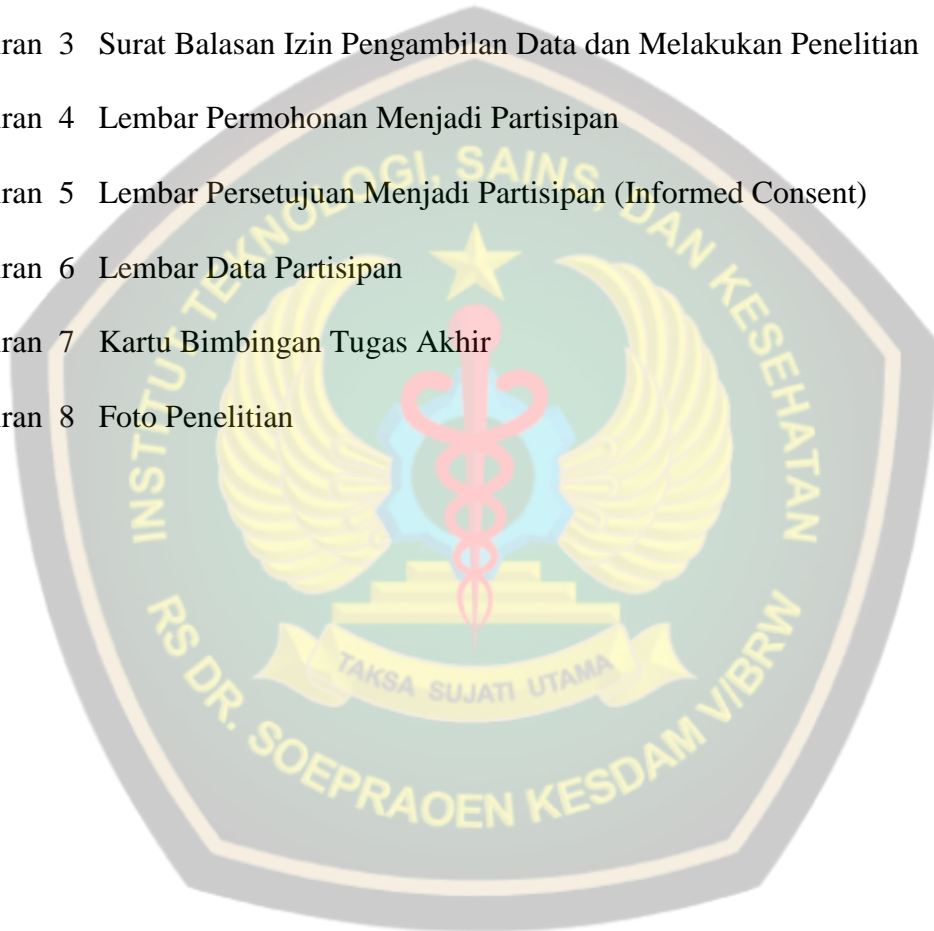 ran 3 Surat Balasan Izin Pengambilan Data dan Melakukan Penelitian
ran 4 Lembar Permohonan Menjadi Partisipan
ran 5 Lembar Persetujuan Menjadi Partisipan (Informed Consent)
ran 6 Lembar Data Partisipan
ran 7 Kartu Bimbingan Tugas Akhir
ran 8 Foto Penelitian
INSTITUT TEKNOLOGI, SAINS, DAN KESEHATAN
TAKSA SUJATI UTAMA
RS DR. SOEPRAOEN KESDAM V/BRW